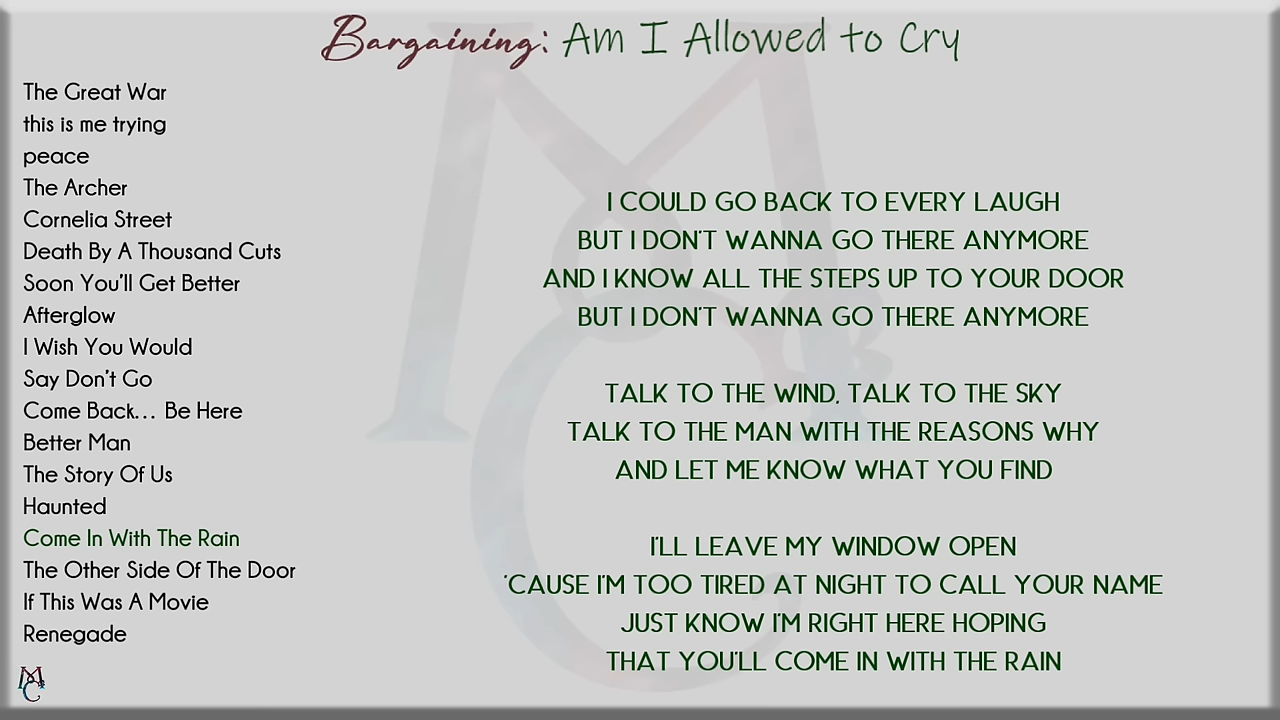 Bargaining: Am I Allowed to Cry
The Great War
this is me trying
peace
The Archer
Cornelia Street
Death By A Thousand Cuts
Soon You'll Get Better
Afterglow
I Wish You Would
Say Don't Go
Come Back... Be Here
Better Man
The Story Of Us
Haunted
Come In With The Rain
The Other Side Of The Door
If This Was A Movie
Renegade
I COULD GO BACK TO EVERY LAUGH
BUT I DON'T WANNA GO THERE ANYMORE
AND I KNOW ALL THE STEPS UP TO YOUR DOOR
BUT I DON'T WANNA GO THERE ANYMORE
TALK TO THE WIND, TALK TO THE SKY
TALK TO THE MAN WITH THE REASONS WHY
AND LET ME KNOW WHAT YOU FIND
I'LL LEAVE MY WINDOW OPEN
'CAUSE I'M TOO TIRED AT NIGHT TO CALL YOUR NAME
JUST KNOW I'M RIGHT HERE HOPING
THAT YOU'LL COME IN WITH THE RAIN